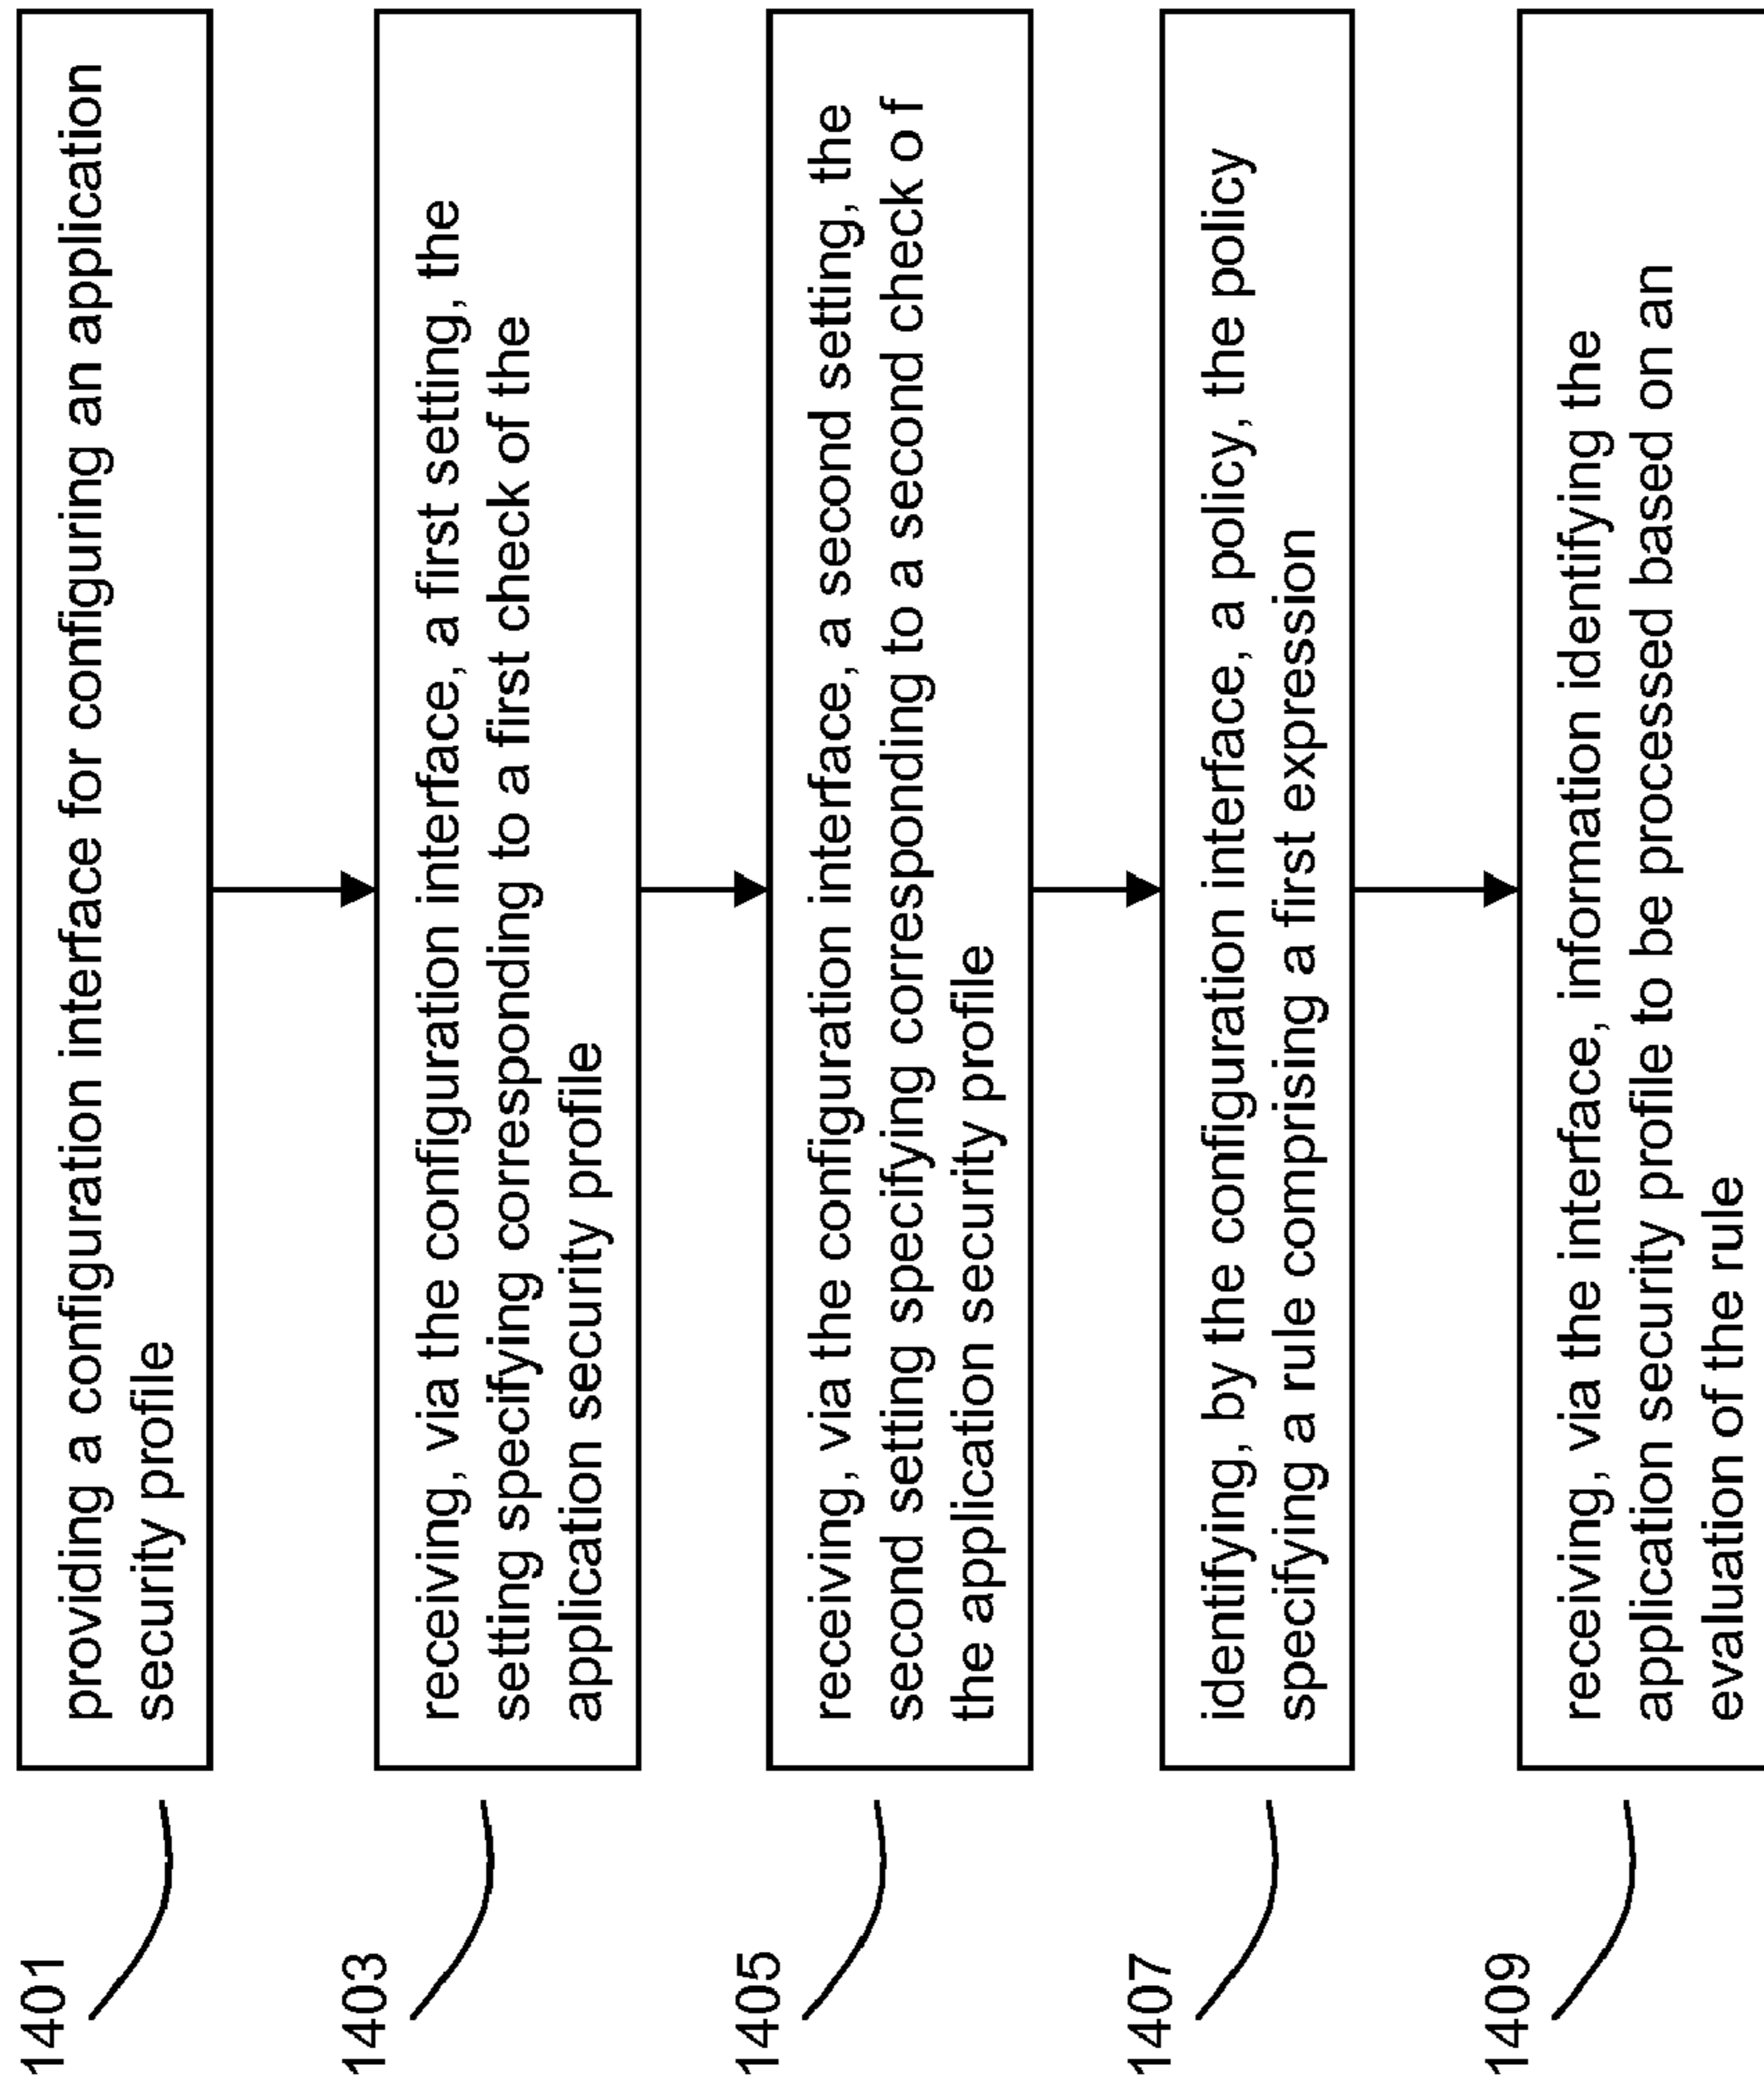 1401
providing a configuration interface for configuring an application
security profile
1403
receiving, via the configuration interface, a first setting, the
setting specifying corresponding to a first check of the
application security profile
1405
receiving, via the configuration interface, a second setting, the
second setting specifying corresponding to a second check o f
the application security profile
1407
identifying, by the configuration interface, a policy, the policy
specifying a rule comprising a first expression
1409
receiving, via the interface, information identifying the
application security profile to be processed based on an
evaluation of the rule